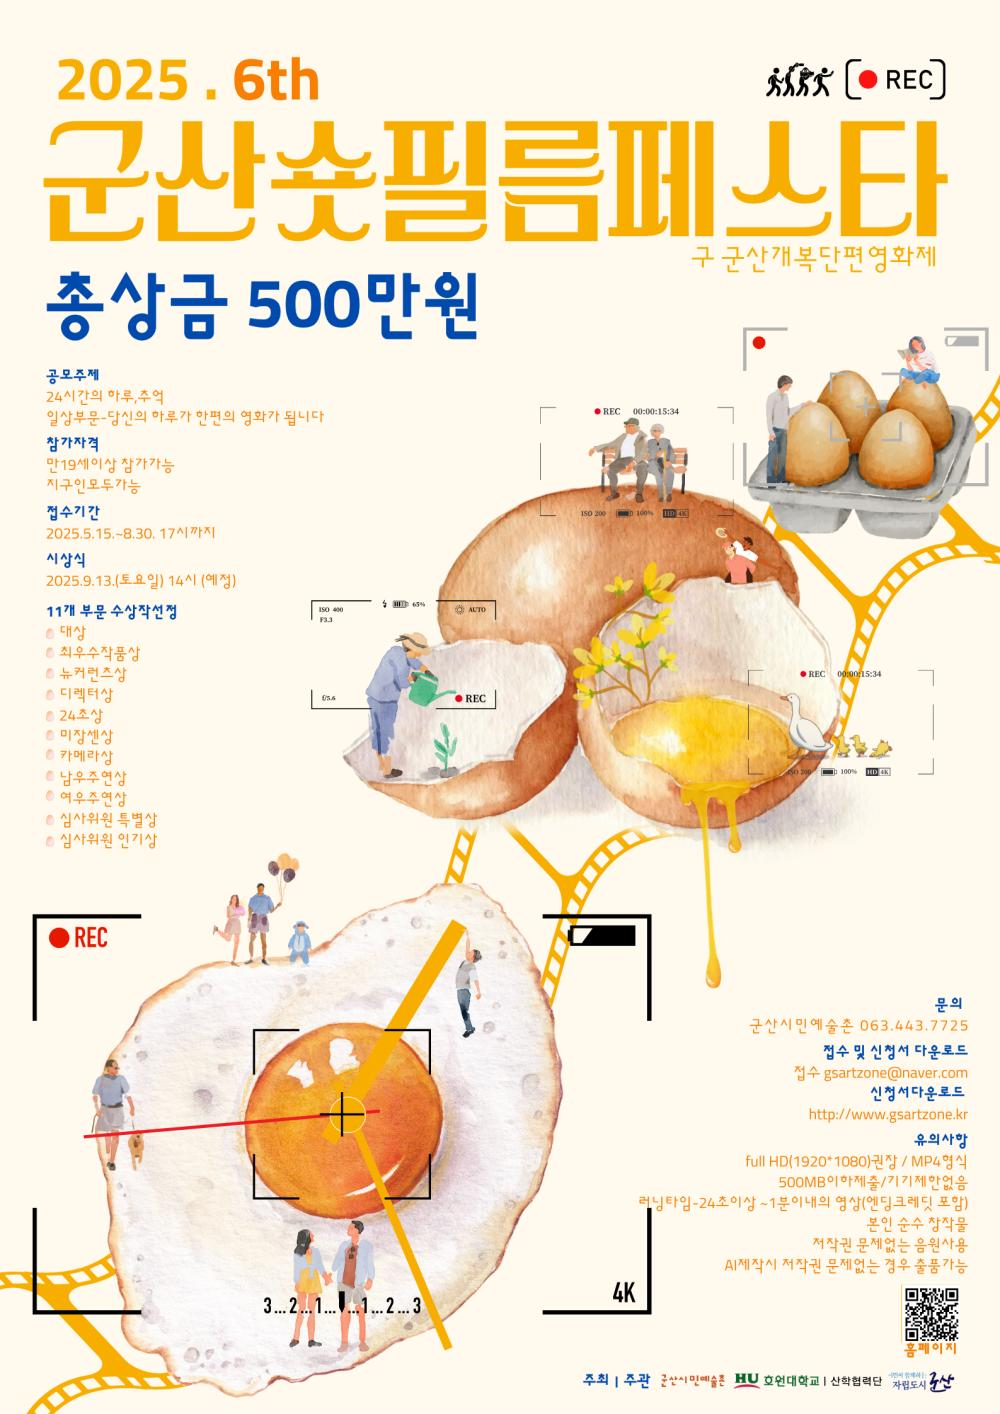 2025 . 6th
REC
군산숏필름페스타
구 군산개복단편영화제
총상금 500만원
공모주제
24시간의 하루,추억
일상부문-당신의 하루가 한편의 영화가 됩니다
참가자격
만19세이상 참가가능
지구인모두가능
접수기간
2025.5.15.~8.30. 17시까지
시상식
2025.9.13.(토요일) 14시 (예정)
11개 부문 수상작선정
대상
최우수작품상
뉴커런츠상
디렉터상
24초상
미장센상
카메라상
남우주연상
여우주연상
심사위원 특별상
심사위원 인기상
REC 00:00:15:34
ISO 200 100% HD 4K
ISO 400 65% AUTO
F3.3
f/5.6 REC
REC 00:00:15:34
ISO 200 100% HD 4K
REC
4K
3...2...1...1...2...3
문의
군산시민예술촌 063.443.7725
접수 및 신청서 다운로드
접수 gsartzone@naver.com
신청서다운로드
http://www.gsartzone.kr
유의사항
full HD(1920*1080)권장 / MP4형식
500MB이하제출/기기제한없음
러닝타임-24초이상 ~1분이내의 영상(엔딩크레딧 포함)
본인 순수 창작물
저작권 문제없는 음원사용
AI제작시 저작권 문제없는 경우 출품가능
홈페이지
주최 | 주관 군산시민예술촌 HU 호원대학교 | 산학협력단 시민이 함께하는 자립도시 군산